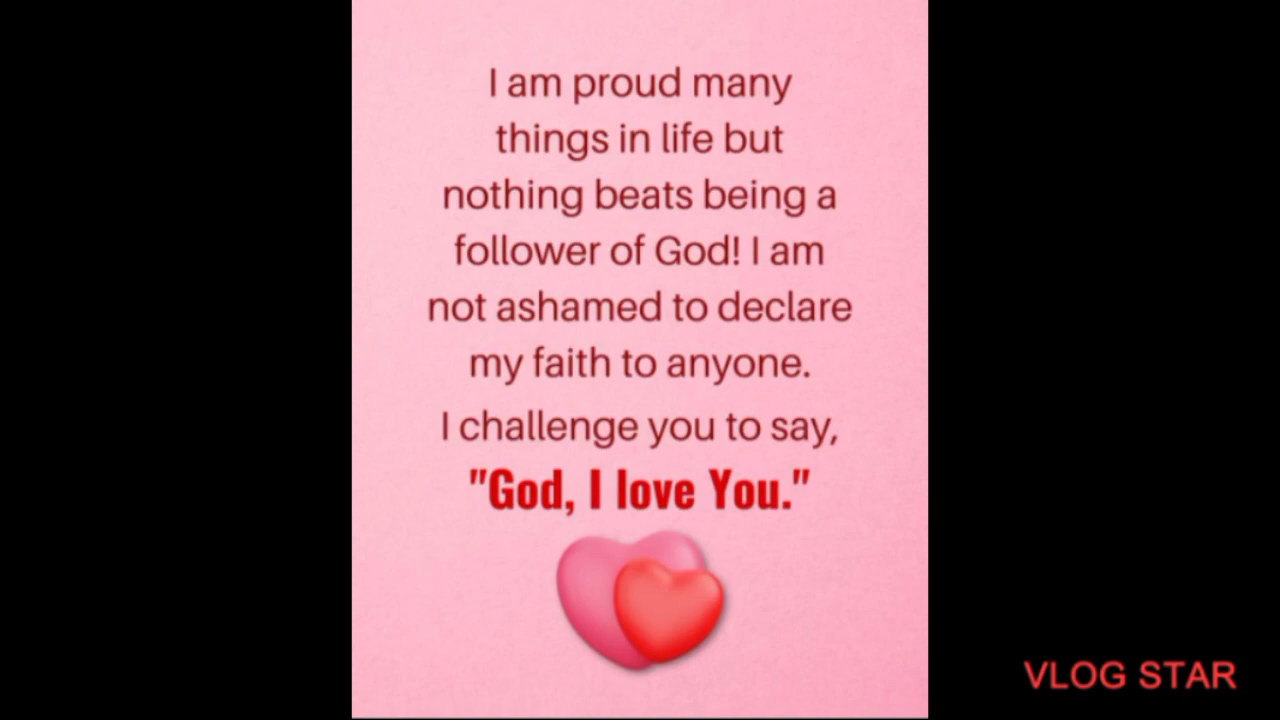 I am proud many
things in life but
nothing beats being a
follower of God! I am
not ashamed to declare
my faith to anyone.
I challenge you to say,
"God, I love You."
VLOG STAR